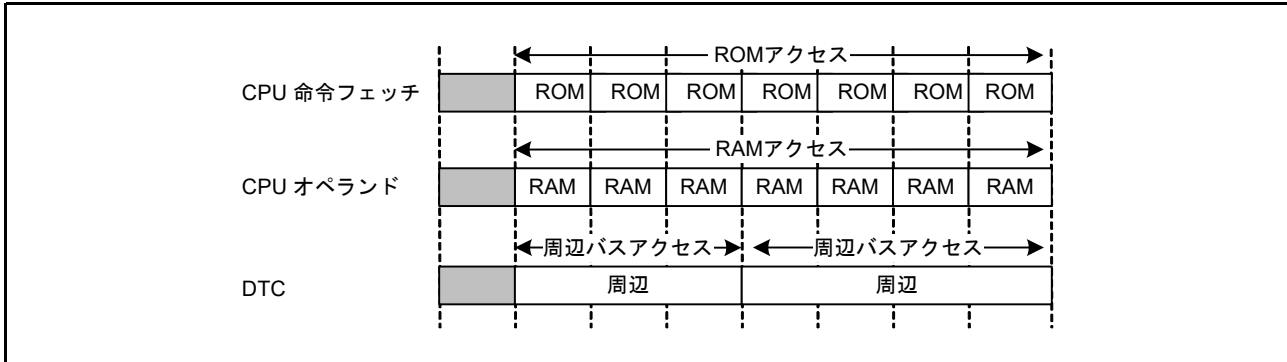 ROMアクセス
CPU 命令フェッチ ROM ROM ROM ROM ROM ROM ROM
RAMアクセス
CPU オペランド RAM RAM RAM RAM RAM RAM RAM
周辺バスアクセス 周辺バスアクセス
DTC 周辺 周辺